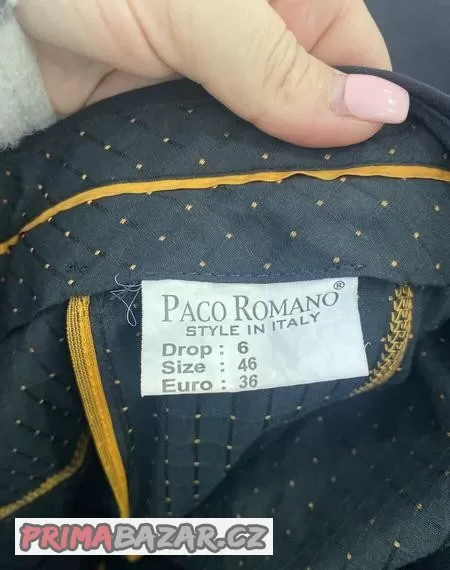 PACO ROMANO®
STYLE IN ITALY
Drop : 6
Size : 46
Euro : 36
PRIMABAZAR.CZ